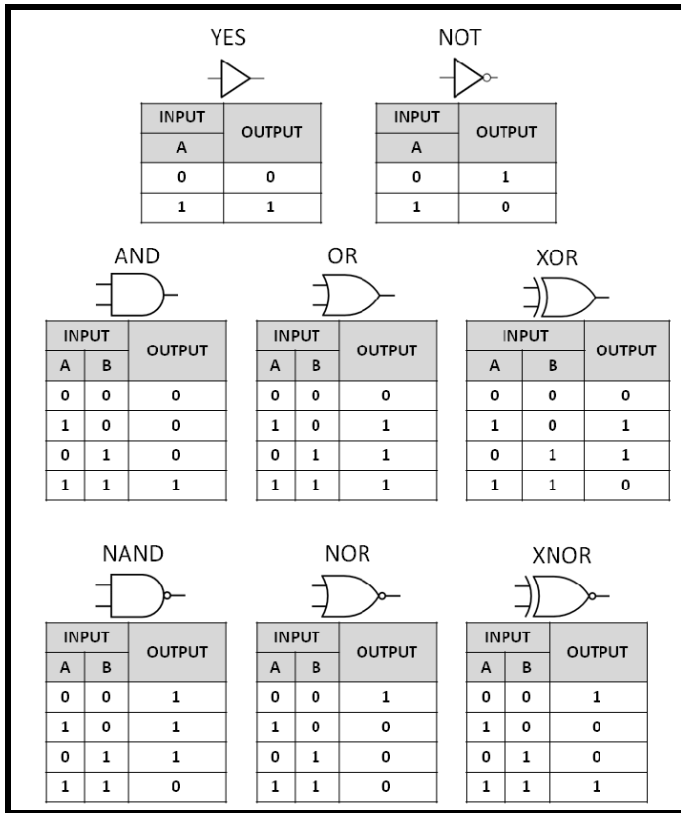 YES NOT
INPUT OUTPUT INPUT OUTPUT
A A
0 0 0 1
1 1 1 0
AND OR XOR
INPUT OUTPUT INPUT OUTPUT INPUT OUTPUT
A B A B A B
0 0 0 0 0 0 0 0 0
1 0 0 1 0 1 1 0 1
0 1 0 0 1 1 0 1 1
1 1 1 1 1 1 1 1 0
NAND NOR XNOR
INPUT OUTPUT INPUT OUTPUT INPUT OUTPUT
A B A B A B
0 0 1 0 0 1 0 0 1
1 0 1 1 0 0 1 0 0
0 1 1 0 1 0 0 1 0
1 1 0 1 1 0 1 1 1